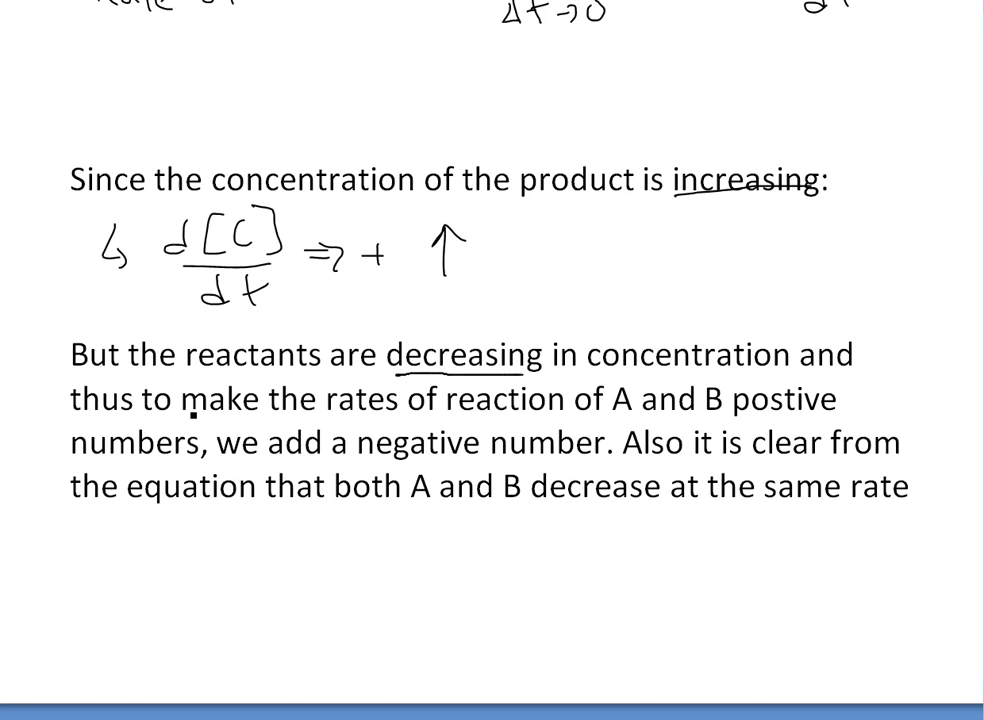 Δt→0
Since the concentration of the product is increasing:
↳ d[C] ⇒ + ↑
dt
But the reactants are decreasing in concentration and
thus to make the rates of reaction of A and B postive
numbers, we add a negative number. Also it is clear from
the equation that both A and B decrease at the same rate